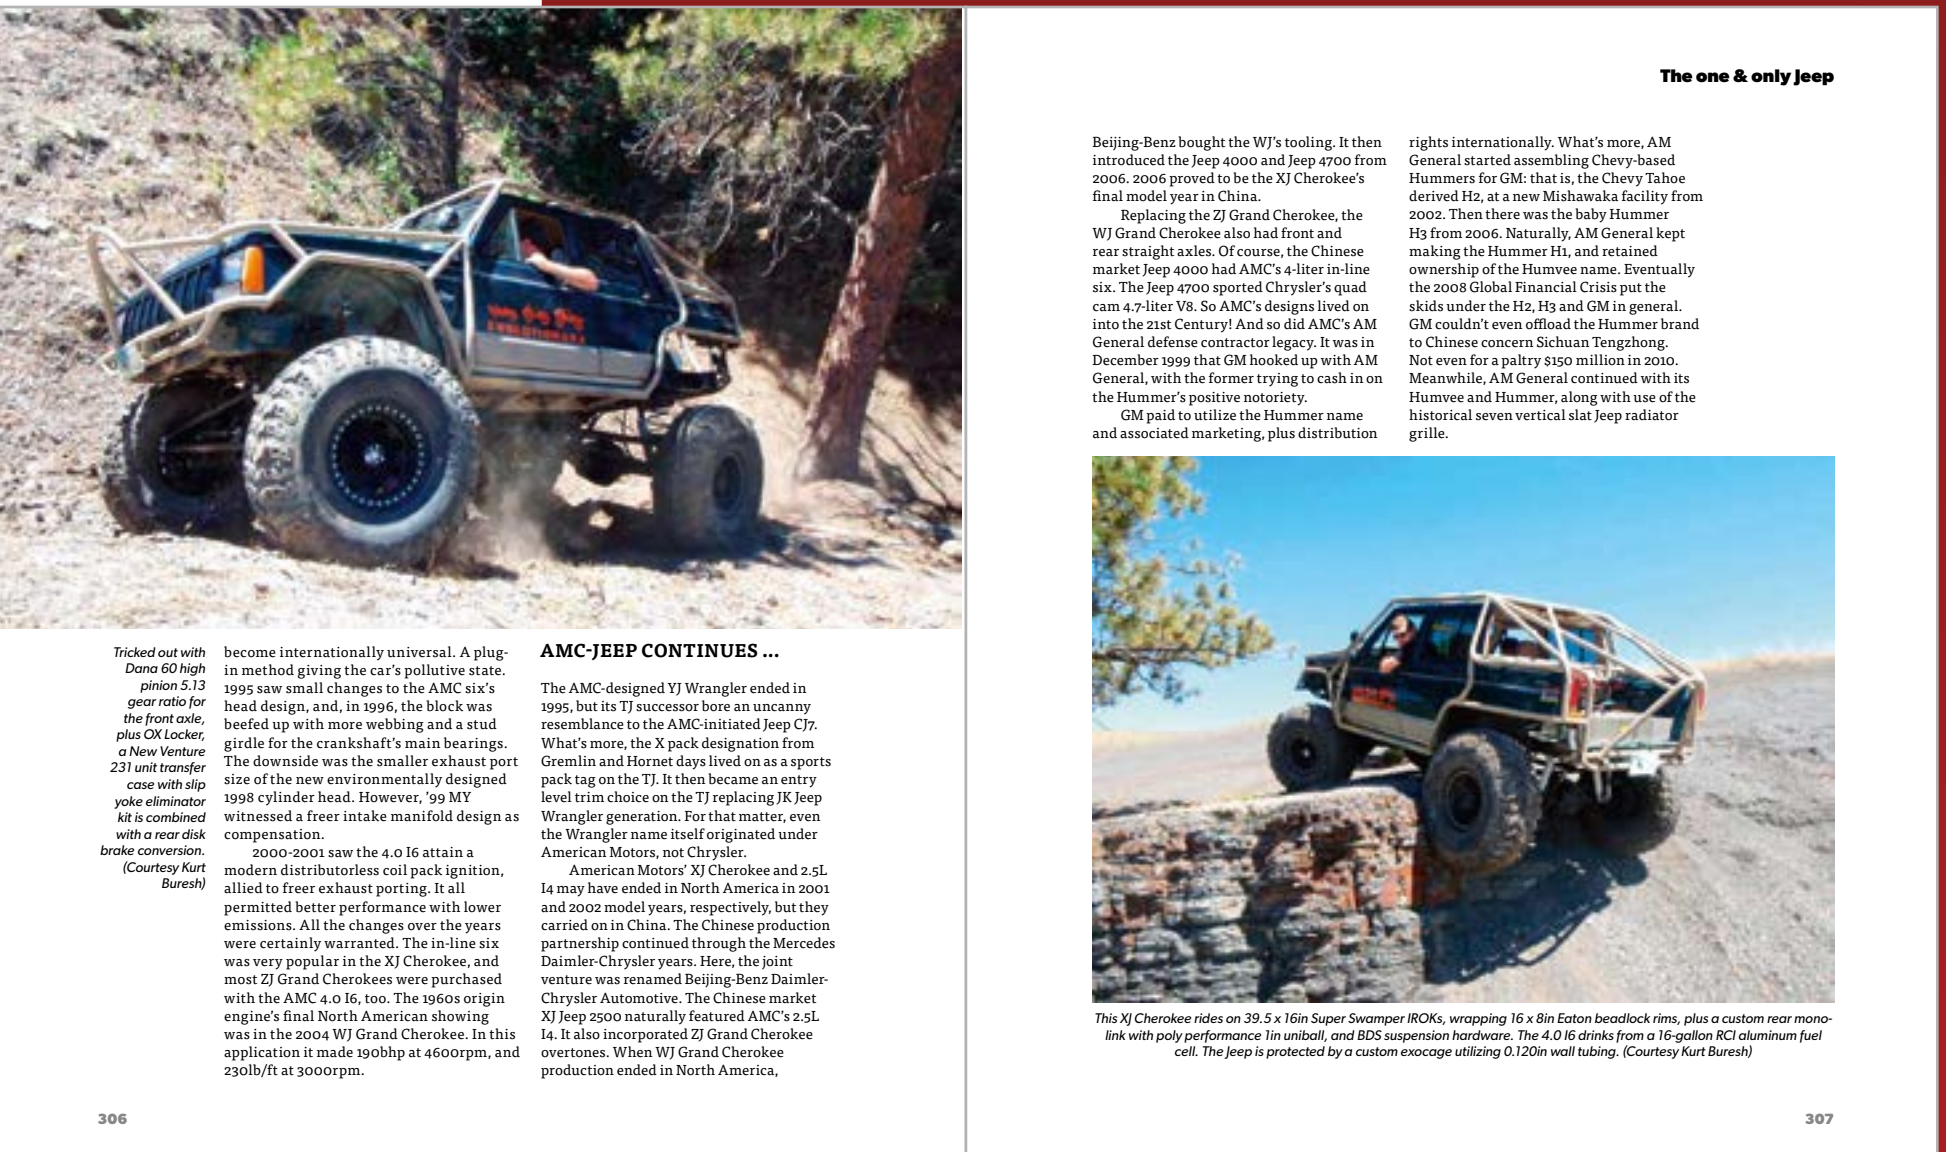 Tricked out with
Dana 60 high
pinion 5.13
gear ratio for
the front axle,
plus OX Locker,
a New Venture
231 unit transfer
case with slip
yoke eliminator
kit is combined
with a rear disk
brake conversion.
(Courtesy Kurt
Buresh)
become internationally universal. A plug-
in method giving the car's pollutive state.
1995 saw small changes to the AMC six's
head design, and, in 1996, the block was
beefed up with more webbing and a stud
girdle for the crankshaft's main bearings.
The downside was the smaller exhaust port
size of the new environmentally designed
1998 cylinder head. However, '99 MY
witnessed a freer intake manifold design as
compensation.
2000-2001 saw the 4.0 I6 attain a
modern distributorless coil pack ignition,
allied to freer exhaust porting. It all
permitted better performance with lower
emissions. All the changes over the years
were certainly warranted. The in-line six
was very popular in the XJ Cherokee, and
most ZJ Grand Cherokees were purchased
with the AMC 4.0 I6, too. The 1960s origin
engine's final North American showing
was in the 2004 WJ Grand Cherokee. In this
application it made 190bhp at 4600rpm, and
230lb/ft at 3000rpm.
AMC-JEEP CONTINUES ...
The AMC-designed YJ Wrangler ended in
1995, but its TJ successor bore an uncanny
resemblance to the AMC-initiated Jeep CJ7.
What's more, the X pack designation from
Gremlin and Hornet days lived on as a sports
pack tag on the TJ. It then became an entry
level trim choice on the TJ replacing JK Jeep
Wrangler generation. For that matter, even
the Wrangler name itself originated under
American Motors, not Chrysler.
American Motors' XJ Cherokee and 2.5L
I4 may have ended in North America in 2001
and 2002 model years, respectively, but they
carried on in China. The Chinese production
partnership continued through the Mercedes
Daimler-Chrysler years. Here, the joint
venture was renamed Beijing-Benz Daimler-
Chrysler Automotive. The Chinese market
XJ Jeep 2500 naturally featured AMC's 2.5L
I4. It also incorporated ZJ Grand Cherokee
overtones. When WJ Grand Cherokee
production ended in North America,
306
The one & only Jeep
Beijing-Benz bought the WJ's tooling. It then
introduced the Jeep 4000 and Jeep 4700 from
2006. 2006 proved to be the XJ Cherokee's
final model year in China.
Replacing the ZJ Grand Cherokee, the
WJ Grand Cherokee also had front and
rear straight axles. Of course, the Chinese
market Jeep 4000 had AMC's 4-liter in-line
six. The Jeep 4700 sported Chrysler's quad
cam 4.7-liter V8. So AMC's designs lived on
into the 21st Century! And so did AMC's AM
General defense contractor legacy. It was in
December 1999 that GM hooked up with AM
General, with the former trying to cash in on
the Hummer's positive notoriety.
GM paid to utilize the Hummer name
and associated marketing, plus distribution
rights internationally. What's more, AM
General started assembling Chevy-based
Hummers for GM: that is, the Chevy Tahoe
derived H2, at a new Mishawaka facility from
2002. Then there was the baby Hummer
H3 from 2006. Naturally, AM General kept
making the Hummer H1, and retained
ownership of the Humvee name. Eventually
the 2008 Global Financial Crisis put the
skids under the H2, H3 and GM in general.
GM couldn't even offload the Hummer brand
to Chinese concern Sichuan Tengzhong.
Not even for a paltry $150 million in 2010.
Meanwhile, AM General continued with its
Humvee and Hummer, along with use of the
historical seven vertical slat Jeep radiator
grille.
This XJ Cherokee rides on 39.5 x 16in Super Swamper IROKs, wrapping 16 x 8in Eaton beadlock rims, plus a custom rear mono-
link with poly performance 1in uniball, and BDS suspension hardware. The 4.0 I6 drinks from a 16-gallon RCI aluminum fuel
cell. The Jeep is protected by a custom exocage utilizing 0.120in wall tubing. (Courtesy Kurt Buresh)
307